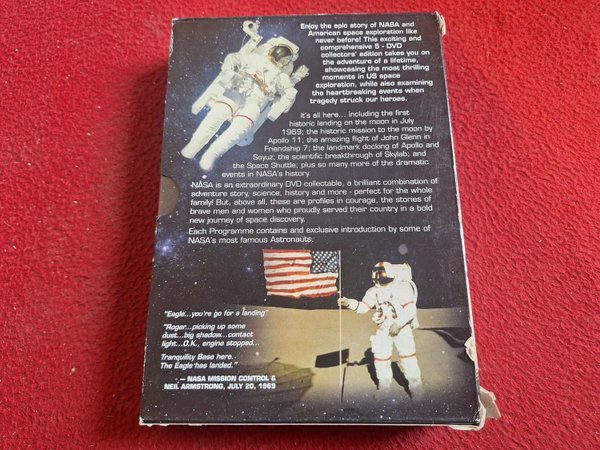 Enjoy the epic story of NASA and
American space exploration like
never before! This exciting and
comprehensive 5 - DVD
collectors' edition takes you on
the adventure of a lifetime,
showcasing the most thrilling
moments in US space
exploration, while also examining
the heartbreaking events when
tragedy struck our heroes.
It's all here... including the first
historic landing on the moon in July
1969; the historic mission to the moon by
Apollo 11; the amazing flight of John Glenn in
Friendship 7; the landmark docking of Apollo and
Soyuz; the scientific breakthrough of Skylab; and
the Space Shuttle; plus so many more of the dramatic
events in NASA's history.
NASA is an extraordinary DVD collectable, a brilliant combination of
adventure story, science, history and more - perfect for the whole
family! But, above all, these are profiles in courage, the stories of
brave men and women who proudly served their country in a bold
new journey of space discovery.
Each Programme contains and exclusive introduction by some of
NASA's most famous Astronauts.
"Eagle...you're go for a landing"
"Roger...picking up some
dust...big shadow...contact
light...O.K., engine stopped...
Tranquility Base here.
The Eagle has landed."
— NASA MISSION CONTROL &
NEIL ARMSTRONG, JULY 20, 1969